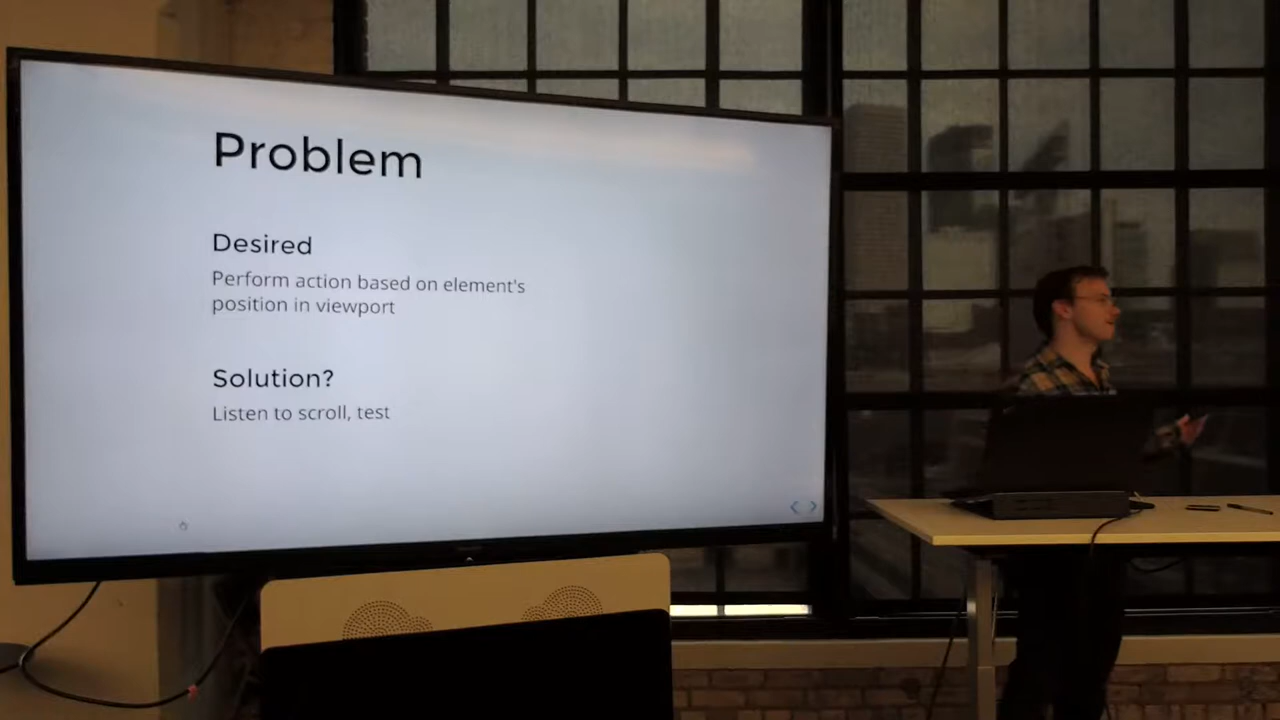 Problem
Desired
Perform action based on element's
position in viewport
Solution?
Listen to scroll, test